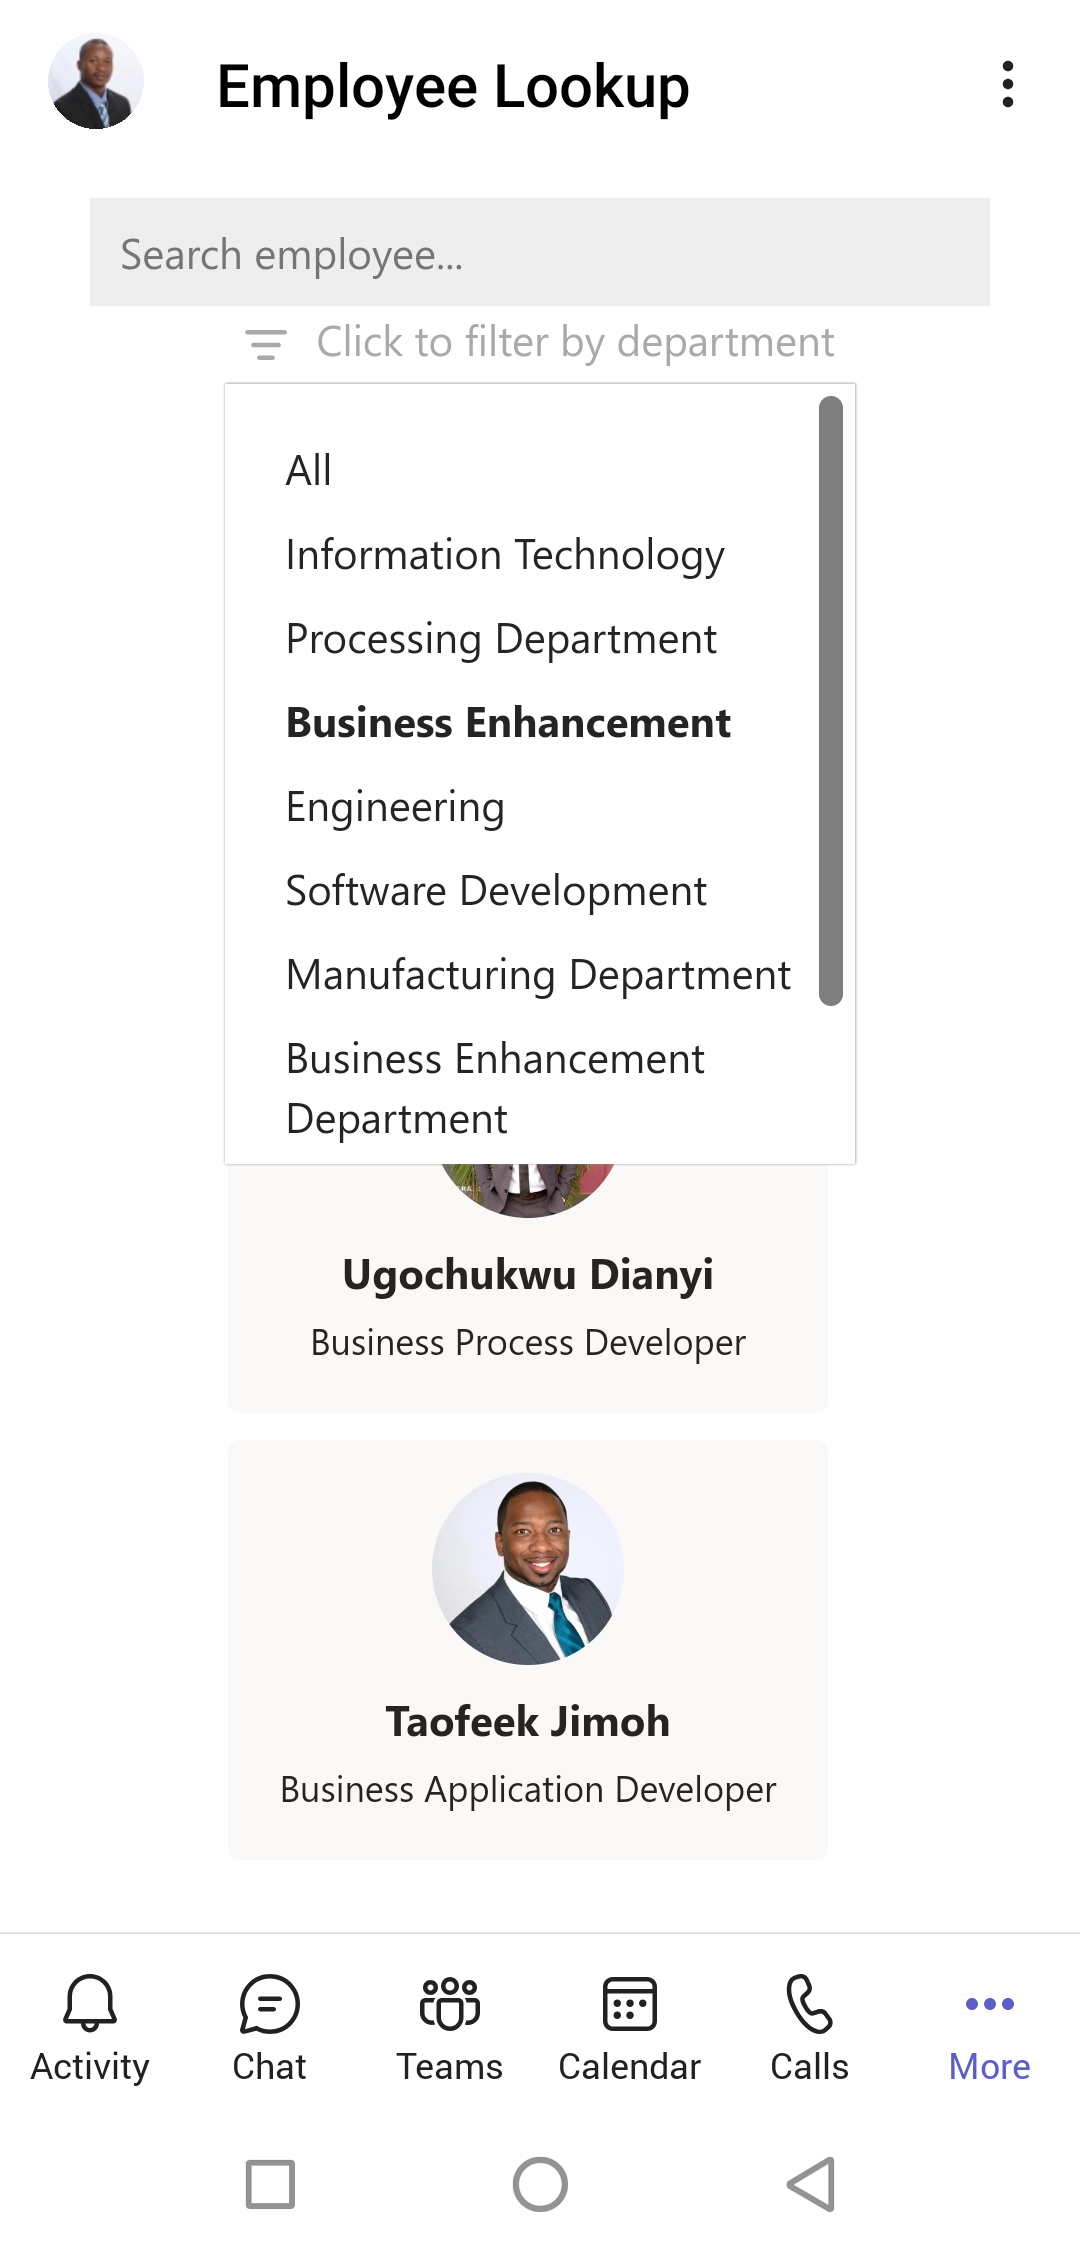 Employee Lookup
Search employee...
Click to filter by department
All
Information Technology
Processing Department
Business Enhancement
Engineering
Software Development
Manufacturing Department
Business Enhancement
Department
Ugochukwu Dianyi
Business Process Developer
Taofeek Jimoh
Business Application Developer
Activity
Chat
Teams
Calendar
Calls
More